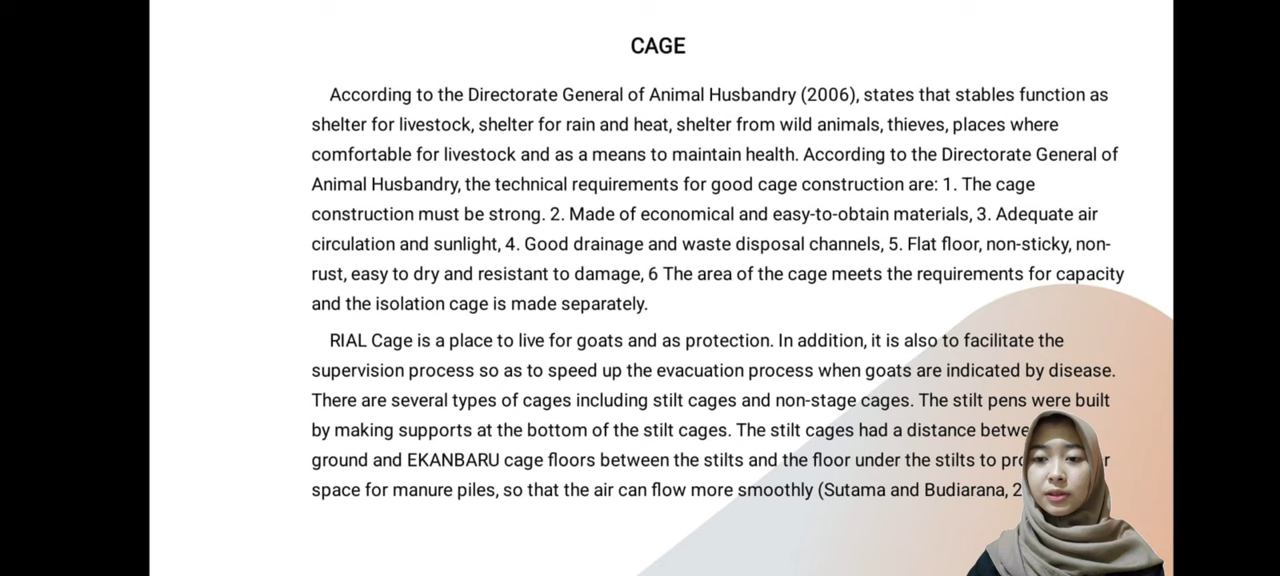 CAGE
According to the Directorate General of Animal Husbandry (2006), states that stables function as
shelter for livestock, shelter for rain and heat, shelter from wild animals, thieves, places where
comfortable for livestock and as a means to maintain health. According to the Directorate General of
Animal Husbandry, the technical requirements for good cage construction are: 1. The cage
construction must be strong. 2. Made of economical and easy-to-obtain materials, 3. Adequate air
circulation and sunlight, 4. Good drainage and waste disposal channels, 5. Flat floor, non-sticky, non-
rust, easy to dry and resistant to damage, 6 The area of the cage meets the requirements for capacity
and the isolation cage is made separately.
RIAL Cage is a place to live for goats and as protection. In addition, it is also to facilitate the
supervision process so as to speed up the evacuation process when goats are indicated by disease.
There are several types of cages including stilt cages and non-stage cages. The stilt pens were built
by making supports at the bottom of the stilt cages. The stilt cages had a distance
ground and EKANBARU cage floors between the stilts and the floor under the stilts to
space for manure piles, so that the air can flow more smoothly (Sutama and Budiarana,